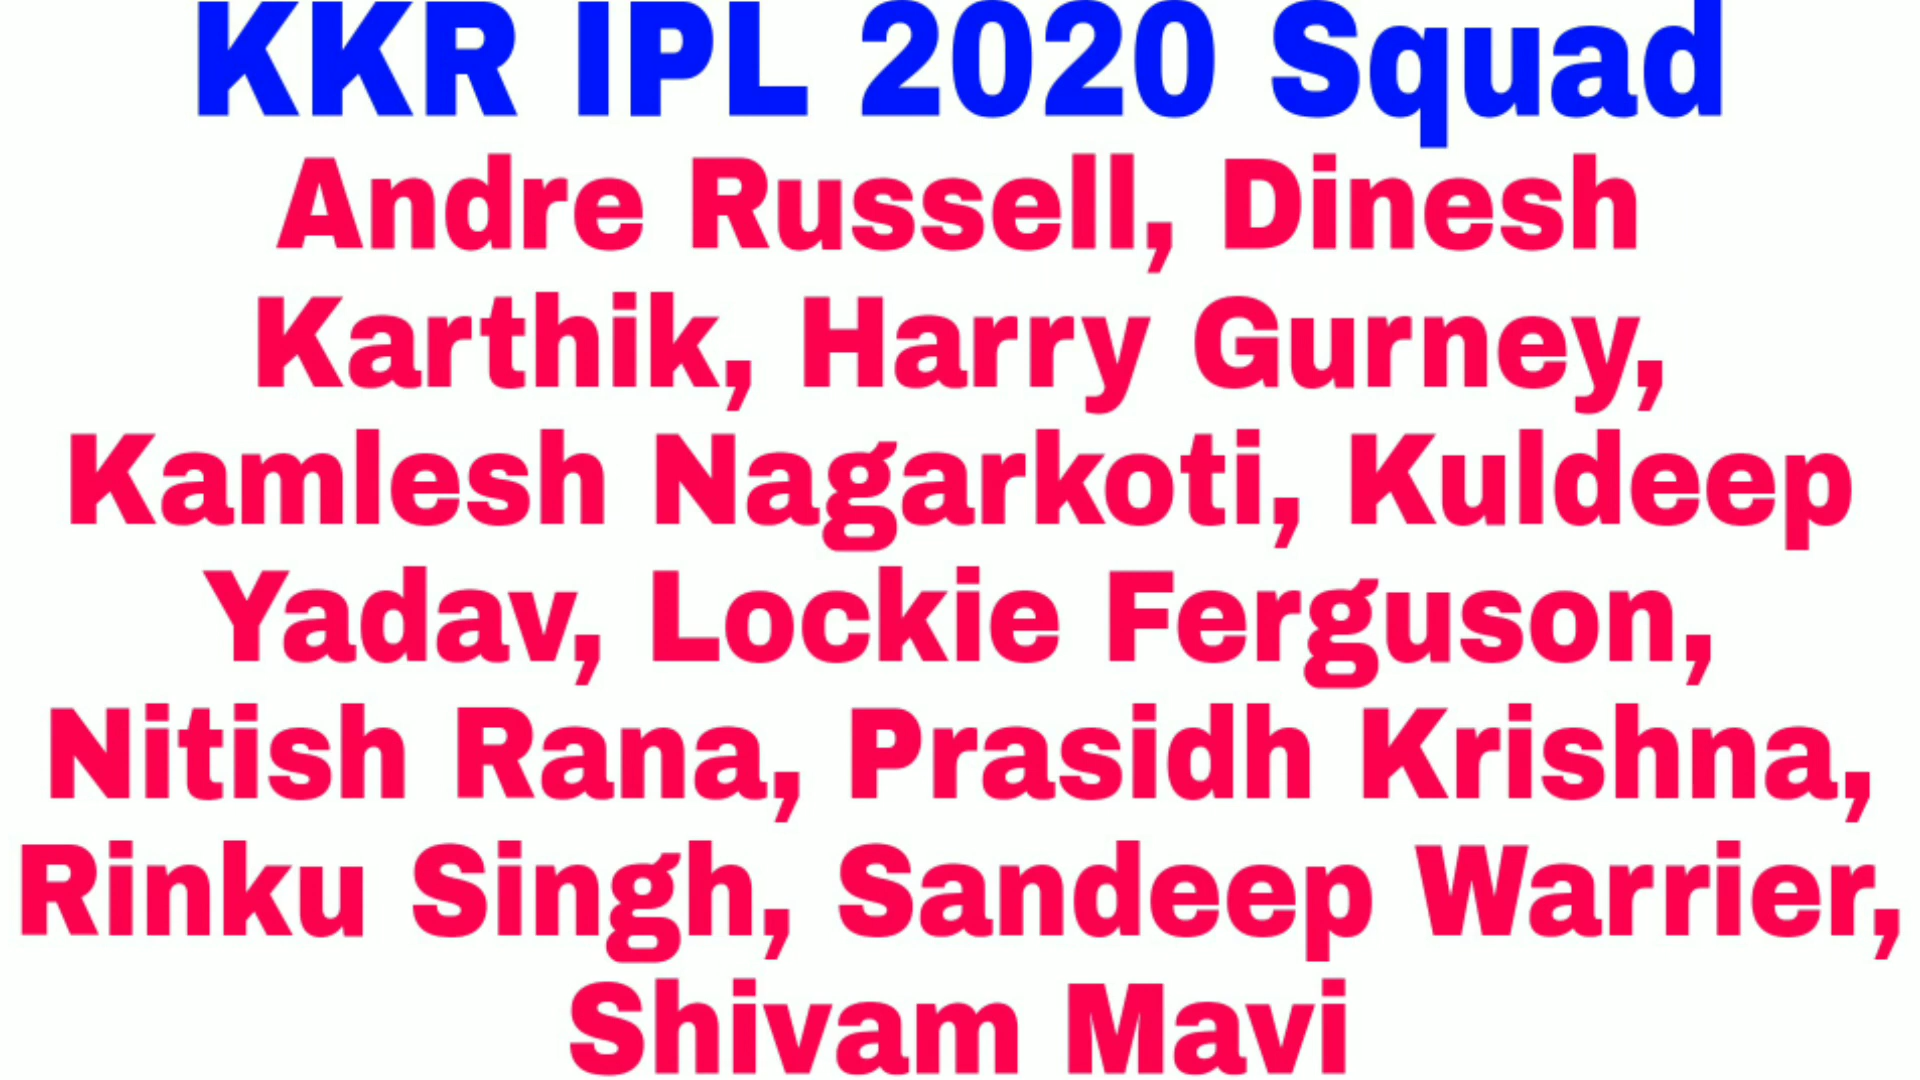 KKR IPL 2020 Squad
Andre Russell, Dinesh
Karthik, Harry Gurney,
Kamlesh Nagarkoti, Kuldeep
Yadav, Lockie Ferguson,
Nitish Rana, Prasidh Krishna,
Rinku Singh, Sandeep Warrier,
Shivam Mavi